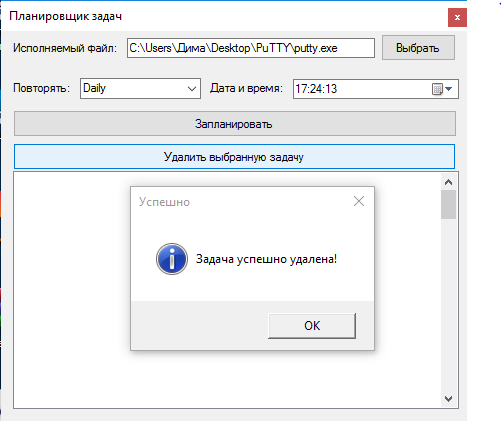 Планировщик задач
Исполняемый файл: C:\Users\Дима\Desktop\PuTTY\putty.exe Выбрать
Повторять: Daily Дата и время: 17:24:13
Запланировать
Удалить выбранную задачу
Успешно
Задача успешно удалена!
OK